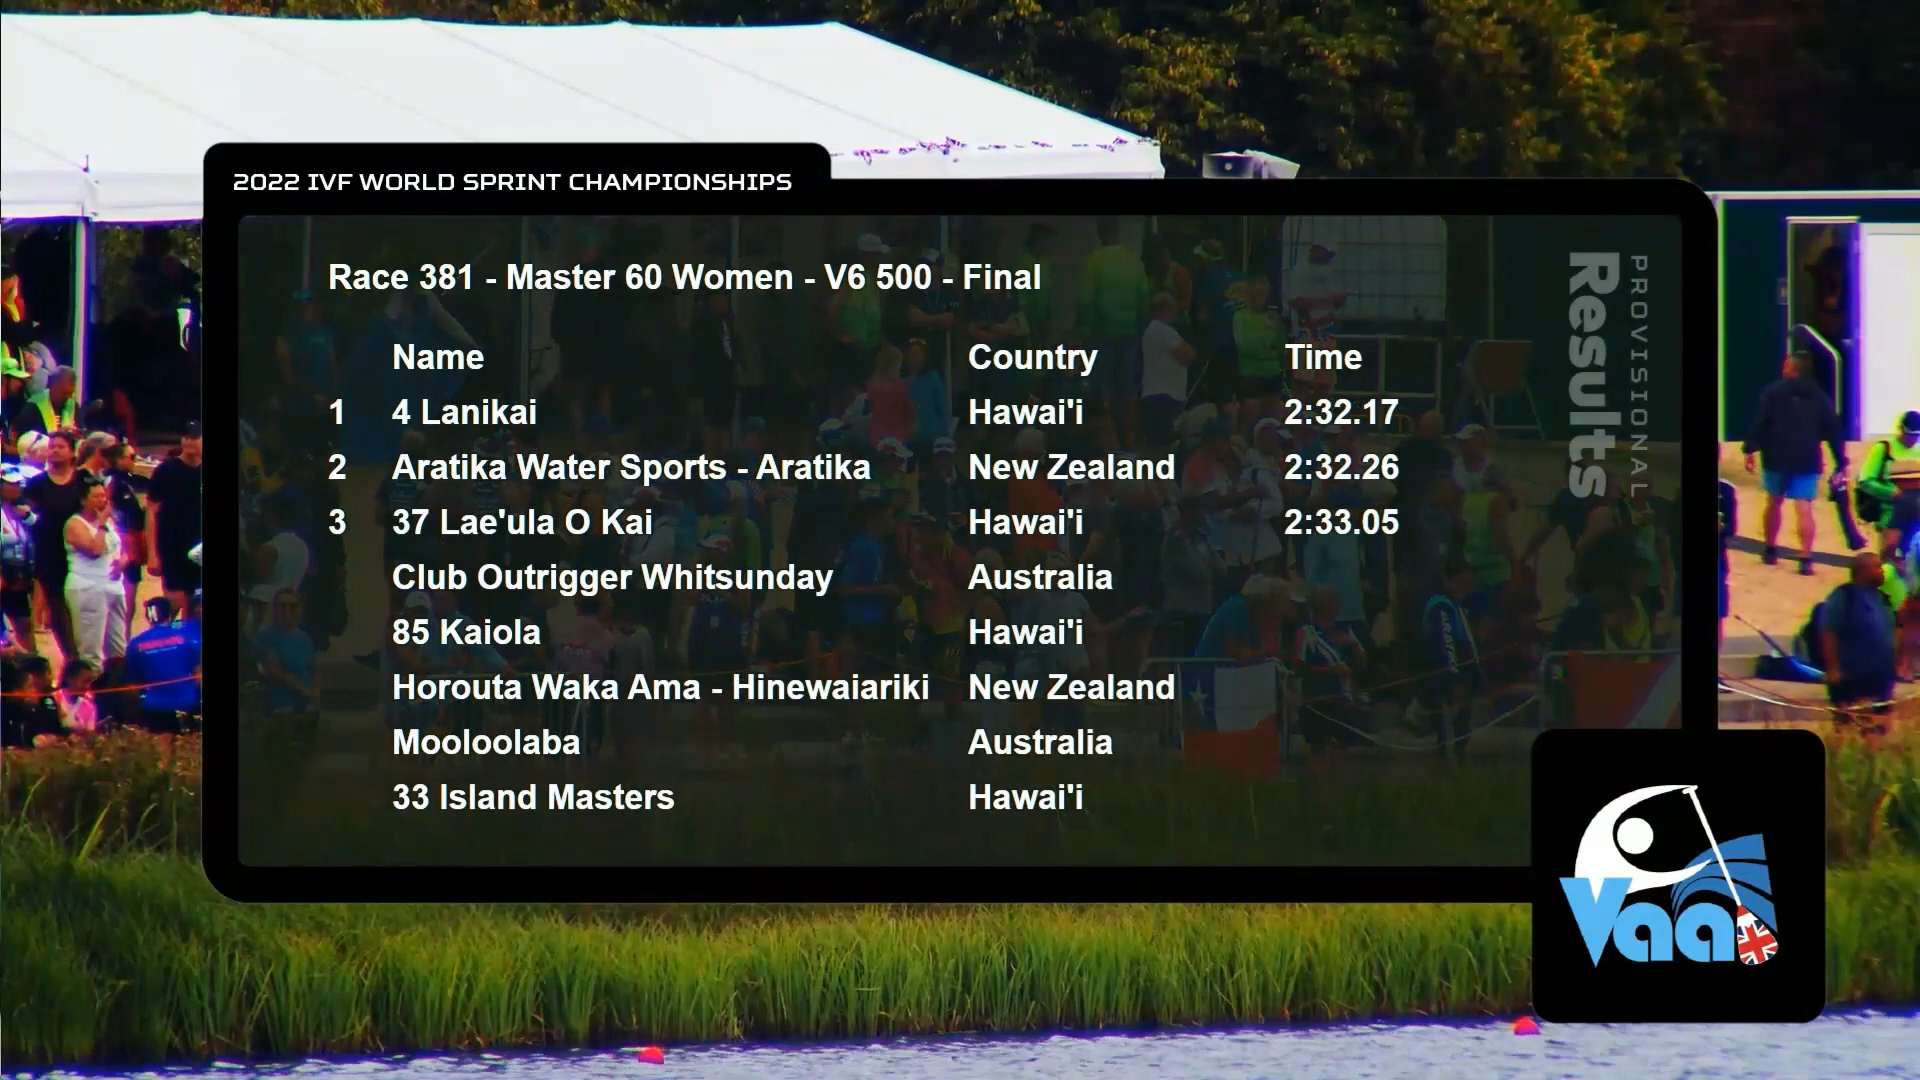 2022 IVF WORLD SPRINT CHAMPIONSHIPS
Race 381 - Master 60 Women - V6 500 - Final
Name Country Time
1 4 Lanikai Hawai'i 2:32.17
2 Aratika Water Sports - Aratika New Zealand 2:32.26
3 37 Lae'ula O Kai Hawai'i 2:33.05
Club Outrigger Whitsunday Australia
85 Kaiola Hawai'i
Horouta Waka Ama - Hinewaiariki New Zealand
Mooloolaba Australia
33 Island Masters Hawai'i
PROVISIONAL
Results
Vaa